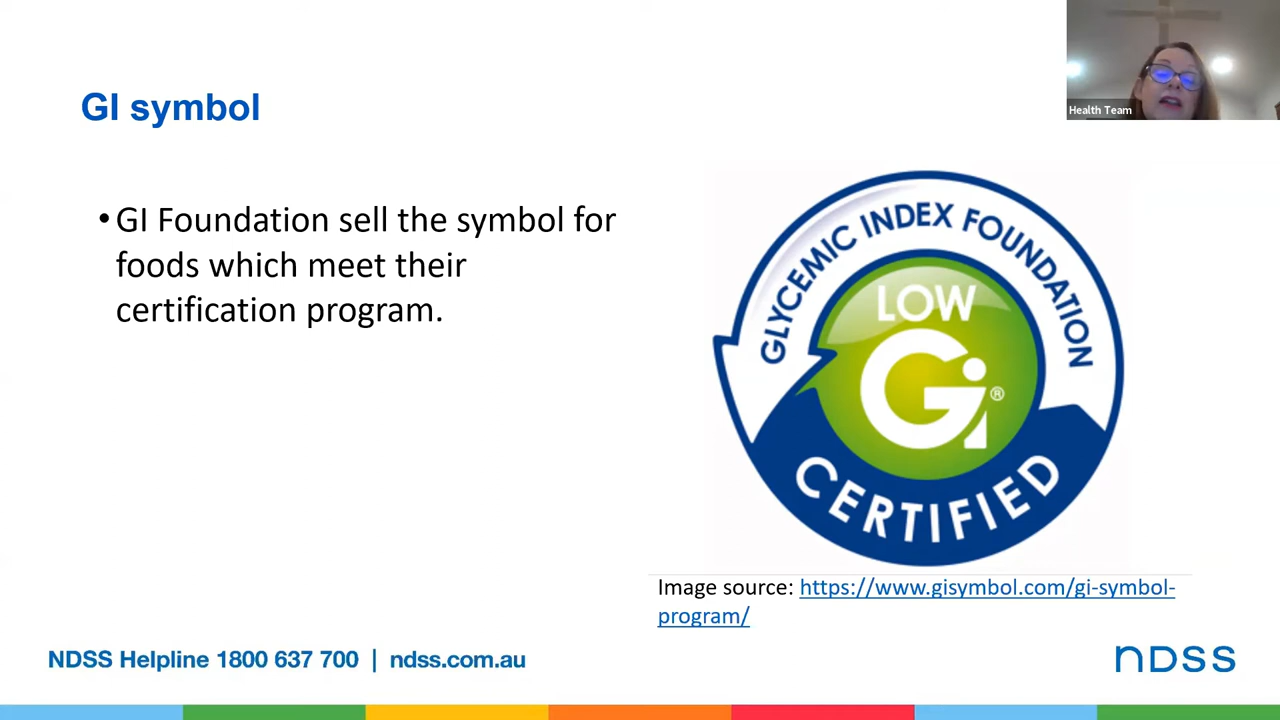 GI symbol
Health Team
• GI Foundation sell the symbol for
foods which meet their
certification program.
GLYCEMIC INDEX FOUNDATION
LOW
Gi®
CERTIFIED
Image source: https://www.gisymbol.com/gi-symbol-
program/
NDSS Helpline 1800 637 700 | ndss.com.au
NDSS